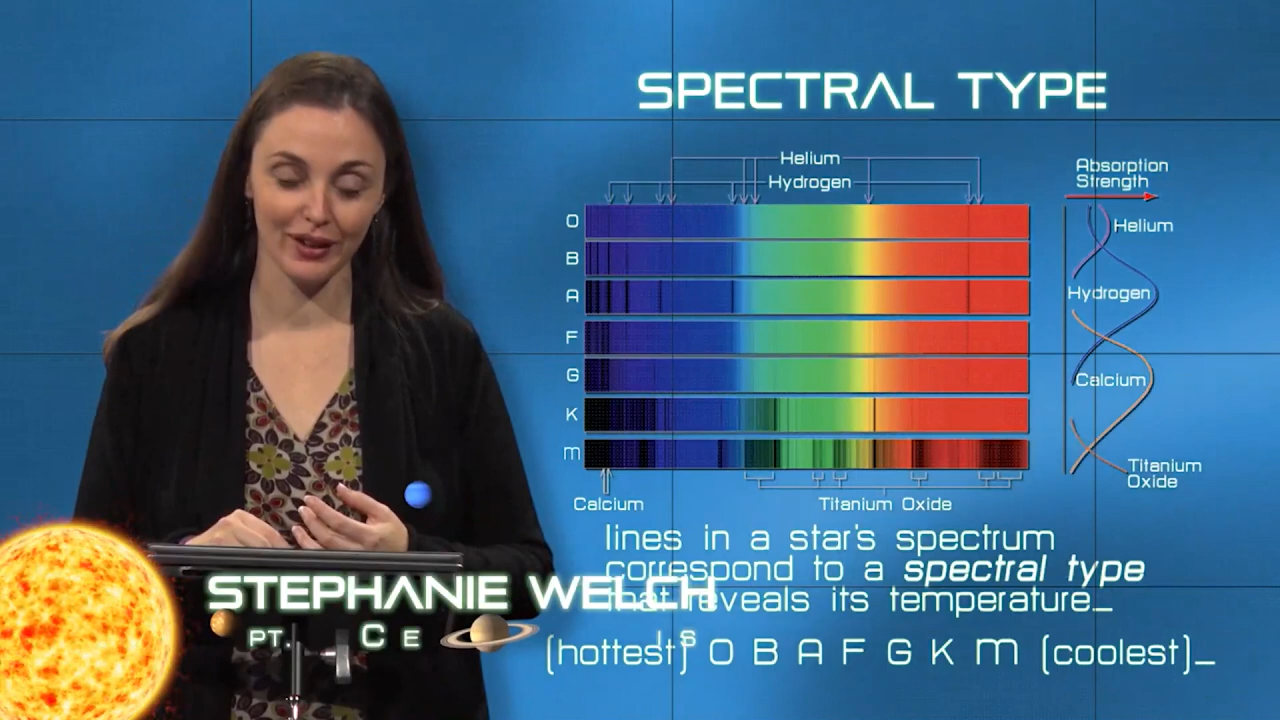 SPECTRAL TYPE
Helium
Hydrogen
Absorption
Strength
O
B
A
F
G
K
M
Helium
Hydrogen
Calcium
Titanium
Oxide
Calcium
Titanium Oxide
lines in a star's spectrum
correspond to a spectral type
that reveals its temperature_
STEPHANIE WELCH
PT.
(hottest) O B A F G K M (coolest)_